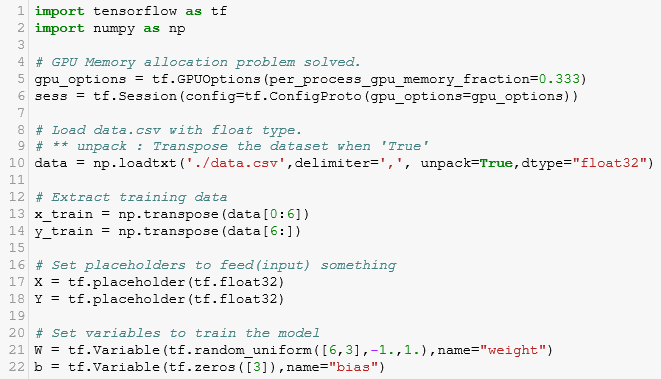 1 import tensorflow as tf
2 import numpy as np
3
4 # GPU Memory allocation problem solved.
5 gpu_options = tf.GPUOptions(per_process_gpu_memory_fraction=0.333)
6 sess = tf.Session(config=tf.ConfigProto(gpu_options=gpu_options))
7
8 # Load data.csv with float type.
9 # ** unpack : Transpose the dataset when 'True'
10 data = np.loadtxt('./data.csv',delimiter=',', unpack=True,dtype="float32")
11
12 # Extract training data
13 x_train = np.transpose(data[0:6])
14 y_train = np.transpose(data[6:])
15
16 # Set placeholders to feed(input) something
17 X = tf.placeholder(tf.float32)
18 Y = tf.placeholder(tf.float32)
19
20 # Set variables to train the model
21 W = tf.Variable(tf.random_uniform([6,3],-1.,1.),name="weight")
22 b = tf.Variable(tf.zeros([3]),name="bias")